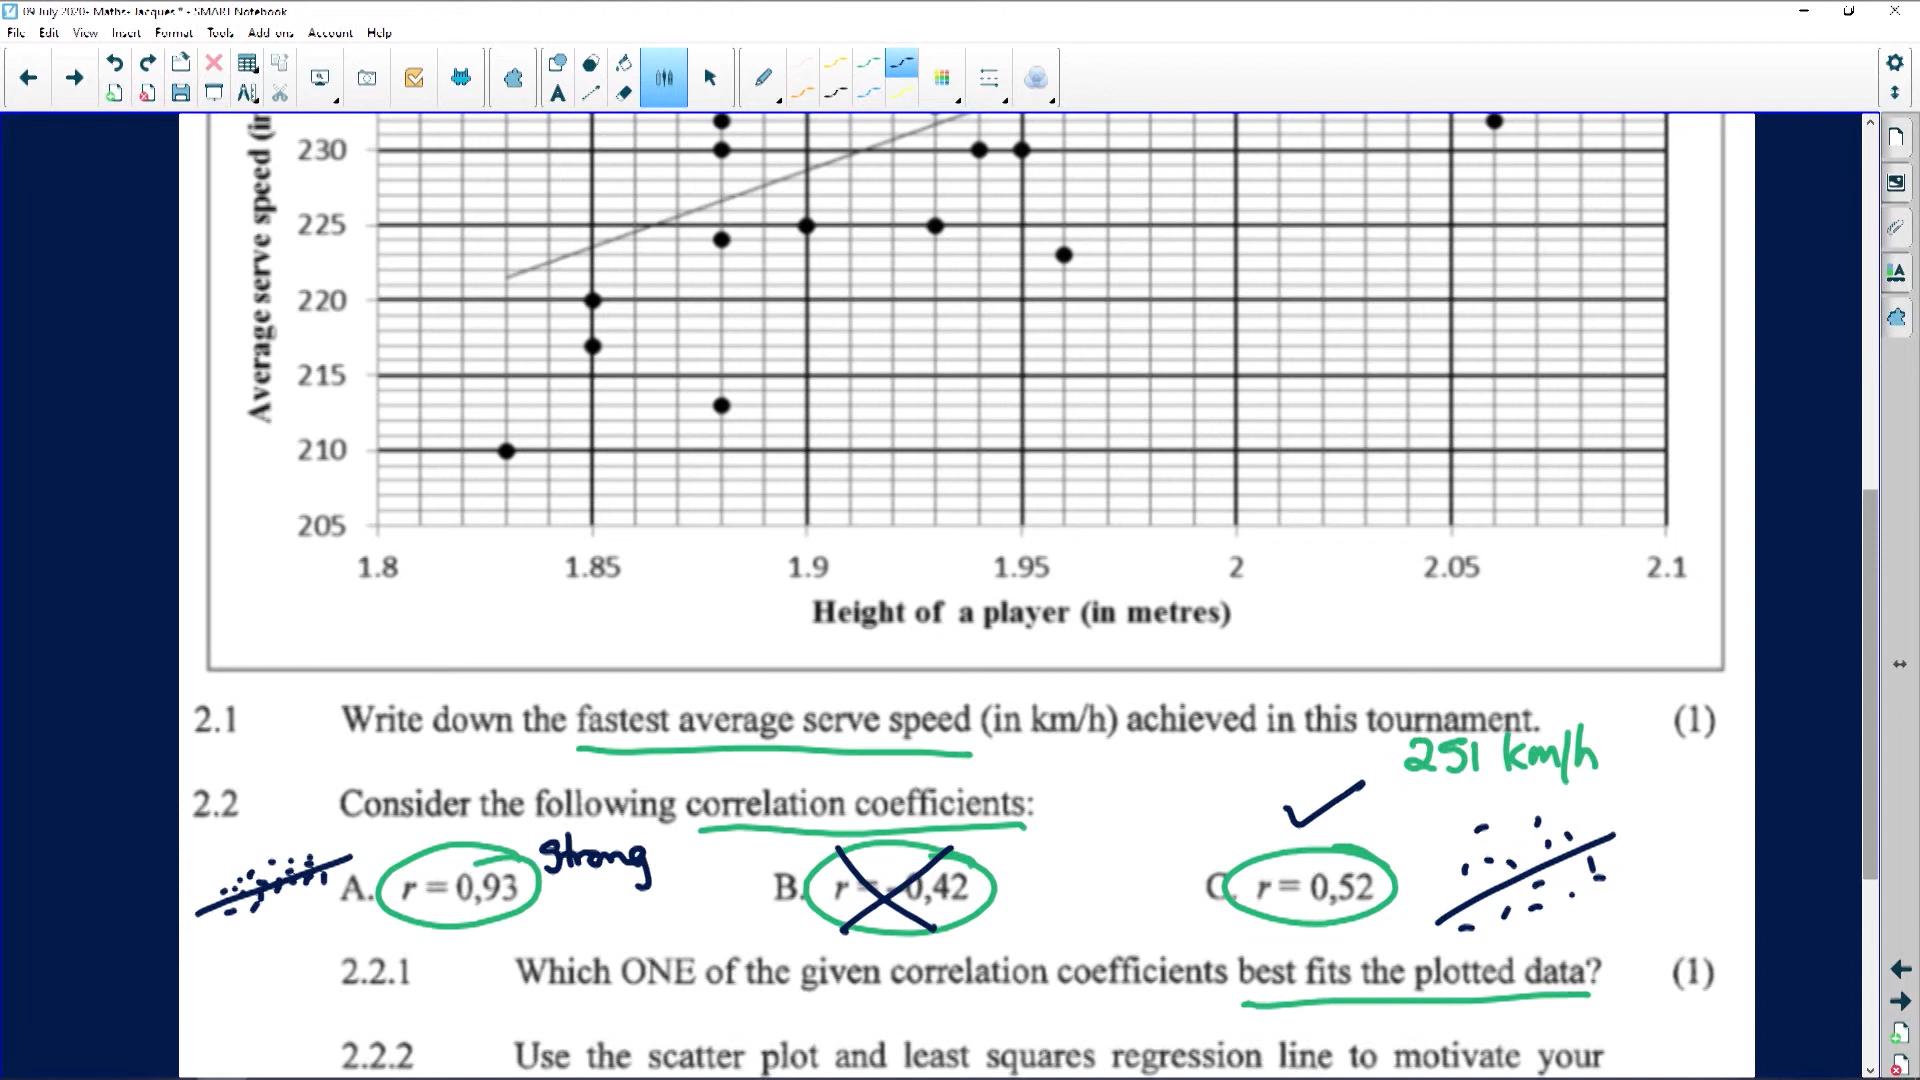 09 July 2020- Maths- Jacques * - SMART Notebook
File Edit View Insert Format Tools Add-ons Account Help
Average serve speed (in
230
225
220
215
210
205
1.8 1.85 1.9 1.95 2 2.05 2.1
Height of a player (in metres)
2.1 Write down the fastest average serve speed (in km/h) achieved in this tournament. (1)
251 km/h
2.2 Consider the following correlation coefficients:
strong
A. r = 0,93 B. r = -0,42 C. r = 0,52
2.2.1 Which ONE of the given correlation coefficients best fits the plotted data? (1)
2.2.2 Use the scatter plot and least squares regression line to motivate your